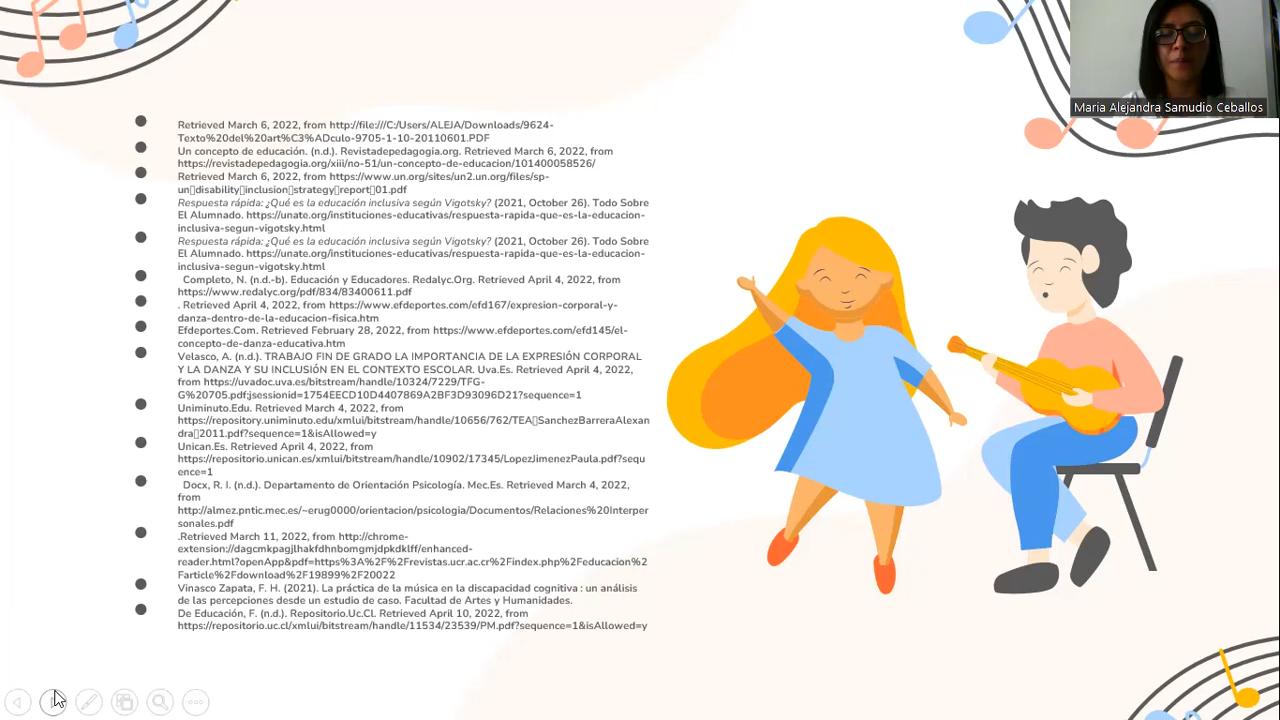 Maria Alejandra Samudio Ceballos
Retrieved March 6, 2022, from http://file:///C:/Users/ALEJA/Downloads/9624-
Texto%20del%20art%C3%ADculo-9705-1-10-20110601.PDF
Un concepto de educación. (n.d.). Revistadepedagogia.org. Retrieved March 6, 2022, from
https://revistadepedagogia.org/xiii/no-51/un-concepto-de-educacion/101400058526/
Retrieved March 6, 2022, from https://www.un.org/sites/un2.un.org/files/sp-
un▯disability▯inclusion▯strategy▯report▯01.pdf
Respuesta rápida: ¿Qué es la educación inclusiva según Vigotsky? (2021, October 26). Todo Sobre
El Alumnado. https://unate.org/instituciones-educativas/respuesta-rapida-que-es-la-educacion-
inclusiva-segun-vigotsky.html
Respuesta rápida: ¿Qué es la educación inclusiva según Vigotsky? (2021, October 26). Todo Sobre
El Alumnado. https://unate.org/instituciones-educativas/respuesta-rapida-que-es-la-educacion-
inclusiva-segun-vigotsky.html
Completo, N. (n.d.-b). Educación y Educadores. Redalyc.Org. Retrieved April 4, 2022, from
https://www.redalyc.org/pdf/834/83400611.pdf
. Retrieved April 4, 2022, from https://www.efdeportes.com/efd167/expresion-corporal-y-
danza-dentro-de-la-educacion-fisica.htm
Efdeportes.Com. Retrieved February 28, 2022, from https://www.efdeportes.com/efd145/el-
concepto-de-danza-educativa.htm
Velasco, A. (n.d.). TRABAJO FIN DE GRADO LA IMPORTANCIA DE LA EXPRESIÓN CORPORAL
Y LA DANZA Y SU INCLUSIÓN EN EL CONTEXTO ESCOLAR. Uva.Es. Retrieved April 4, 2022,
from https://uvadoc.uva.es/bitstream/handle/10324/7229/TFG-
G%20705.pdf;jsessionid=1754EECD10D4407869A2BF3D93096D21?sequence=1
Uniminuto.Edu. Retrieved March 4, 2022, from
https://repository.uniminuto.edu/xmlui/bitstream/handle/10656/762/TEA▯SanchezBarreraAlexan
dra▯2011.pdf?sequence=1&isAllowed=y
Unican.Es. Retrieved April 4, 2022, from
https://repositorio.unican.es/xmlui/bitstream/handle/10902/17345/LopezJimenezPaula.pdf?sequ
ence=1
Docx, R. I. (n.d.). Departamento de Orientación Psicología. Mec.Es. Retrieved March 4, 2022,
from
http://almez.pntic.mec.es/~erug0000/orientacion/psicologia/Documentos/Relaciones%20Interper
sonales.pdf
.Retrieved March 11, 2022, from http://chrome-
extension://dagcmkpagjlhakfdhnbomgmjdpkdklff/enhanced-
reader.html?openApp&pdf=https%3A%2F%2Frevistas.ucr.ac.cr%2Findex.php%2Feducacion%2
Farticle%2Fdownload%2F19899%2F20022
Vinasco Zapata, F. H. (2021). La práctica de la música en la discapacidad cognitiva : un análisis
de las percepciones desde un estudio de caso. Facultad de Artes y Humanidades.
De Educación, F. (n.d.). Repositorio.Uc.Cl. Retrieved April 10, 2022, from
https://repositorio.uc.cl/xmlui/bitstream/handle/11534/23539/PM.pdf?sequence=1&isAllowed=y